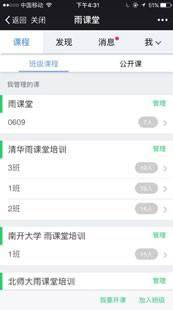 中国移动 下午4:31
返回 关闭 雨课堂
课程 发现 消息 我
班级课程 公开课
我管理的课
雨课堂 管理
0609 7人
清华雨课堂培训 管理
3班 19人
1班 19人
2班 16人
南开大学 雨课堂培训 管理
1班 35人
北师大雨课堂培训 管理
我要开课 加入班级